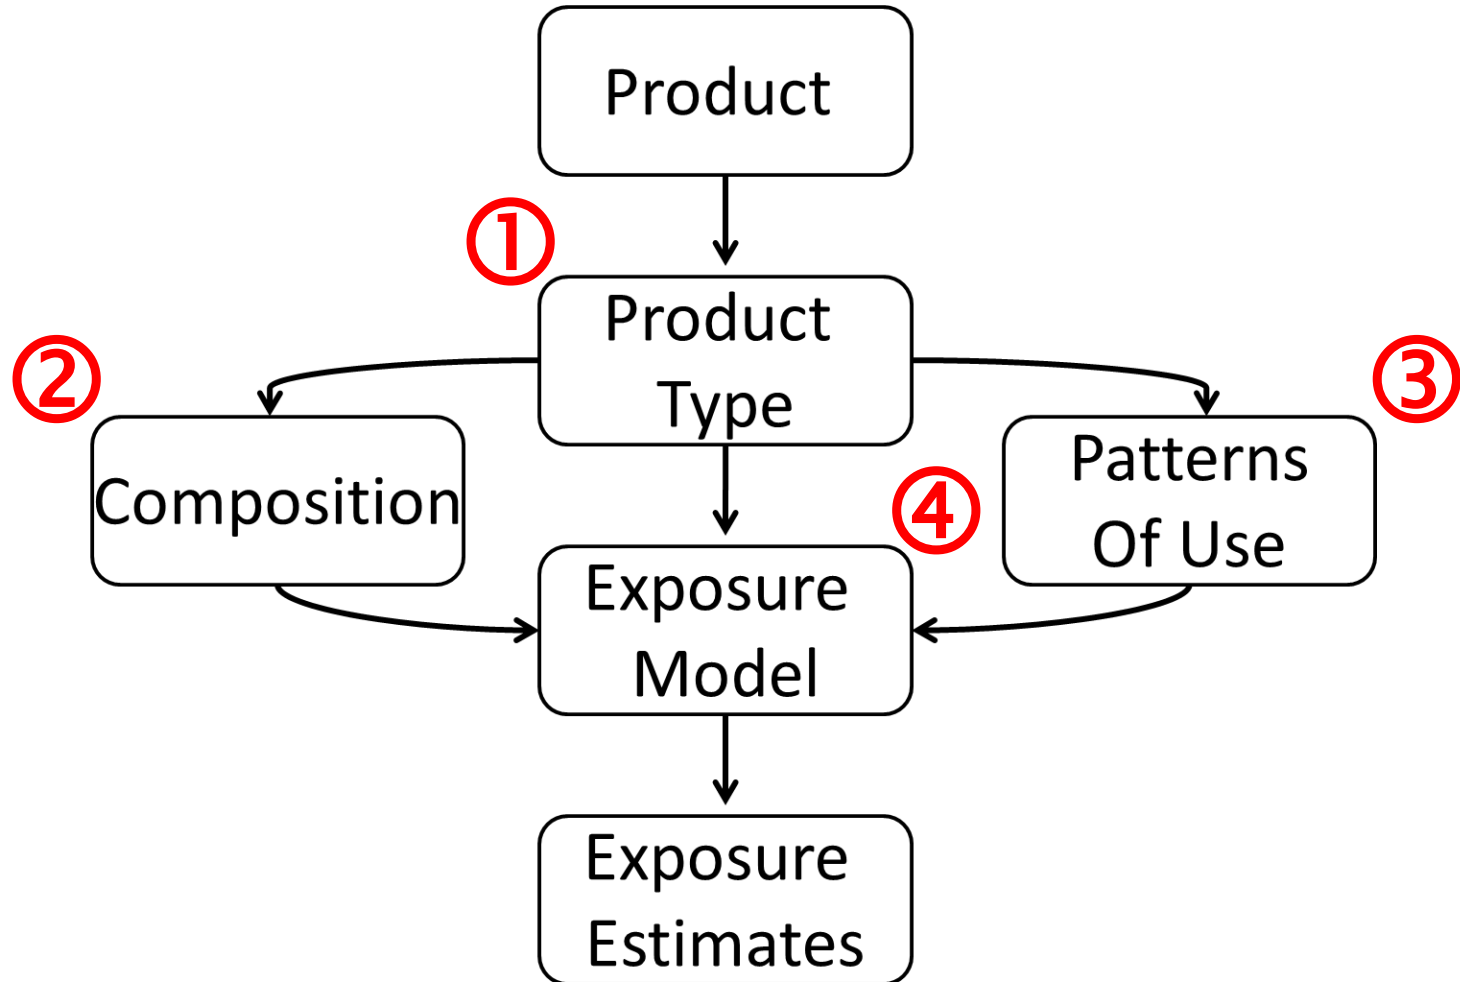 Product
①
Product
Type
②
③
Composition
Patterns
Of Use
④
Exposure
Model
Exposure
Estimates